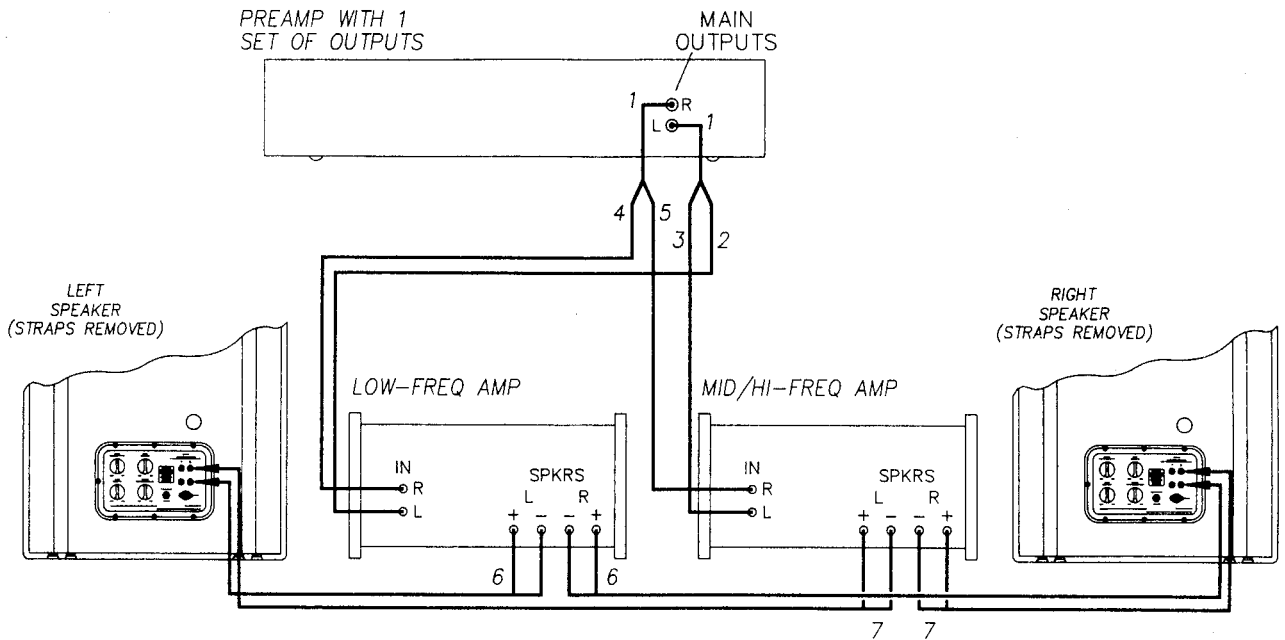 PREAMP WITH 1
SET OF OUTPUTS
MAIN
OUTPUTS
1
R
L
1
4
5
3
2
LEFT
SPEAKER
(STRAPS REMOVED)
RIGHT
SPEAKER
(STRAPS REMOVED)
LOW-FREQ AMP
MID/HI-FREQ AMP
IN
R
L
SPKRS
L R
+ - - +
IN
R
L
SPKRS
L R
+ - - +
6
6
7
7